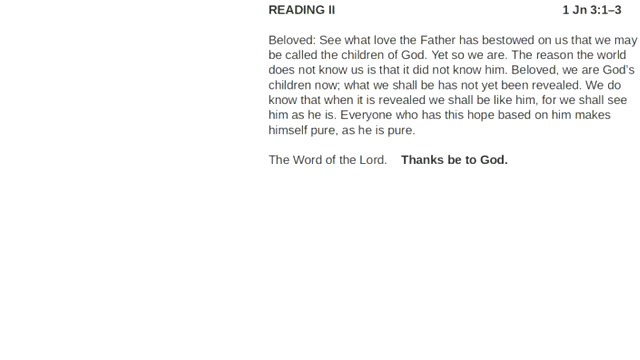 READING II 1 Jn 3:1–3
Beloved: See what love the Father has bestowed on us that we may
be called the children of God. Yet so we are. The reason the world
does not know us is that it did not know him. Beloved, we are God's
children now; what we shall be has not yet been revealed. We do
know that when it is revealed we shall be like him, for we shall see
him as he is. Everyone who has this hope based on him makes
himself pure, as he is pure.
The Word of the Lord. Thanks be to God.